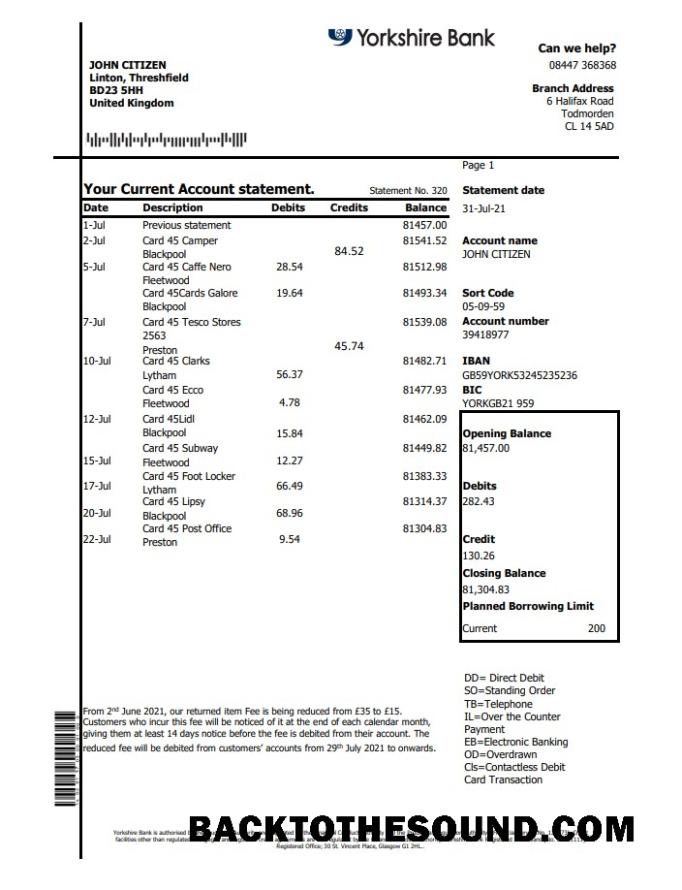 Yorkshire Bank
Can we help?
08447 368368
JOHN CITIZEN
Linton, Threshfield
BD23 5HH
United Kingdom
Branch Address
6 Halifax Road
Todmorden
CL 14 5AD
Page 1
Your Current Account statement. Statement No. 320
Statement date
31-Jul-21
Date Description Debits Credits Balance
1-Jul Previous statement 81457.00
2-Jul Card 45 Camper 81541.52
Blackpool 84.52
5-Jul Card 45 Caffe Nero 28.54 81512.98
Fleetwood
Card 45Cards Galore 19.64 81493.34
Blackpool
7-Jul Card 45 Tesco Stores 81539.08
2563
Preston 45.74
10-Jul Card 45 Clarks 81482.71
Lytham 56.37
Card 45 Ecco 81477.93
Fleetwood 4.78
12-Jul Card 45Lidl 81462.09
Blackpool 15.84
Card 45 Subway 81449.82
15-Jul Fleetwood 12.27
Card 45 Foot Locker 81383.33
17-Jul Lytham 66.49
Card 45 Lipsy 81314.37
20-Jul Blackpool 68.96
Card 45 Post Office 81304.83
22-Jul Preston 9.54
Account name
JOHN CITIZEN
Sort Code
05-09-59
Account number
39418977
IBAN
GB59YORK53245235236
BIC
YORKGB21 959
Opening Balance
81,457.00
Debits
282.43
Credit
130.26
Closing Balance
81,304.83
Planned Borrowing Limit
Current 200
DD= Direct Debit
SO=Standing Order
TB=Telephone
IL=Over the Counter
Payment
EB=Electronic Banking
OD=Overdrawn
Cls=Contactless Debit
Card Transaction
From 2nd June 2021, our returned item Fee is being reduced from £35 to £15.
Customers who incur this fee will be noticed of it at the end of each calendar month,
giving them at least 14 days notice before the fee is debited from their account. The
reduced fee will be debited from customers' accounts from 29th July 2021 to onwards.
BACKTOTHESOUND.COM
Yorkshire Bank is authorised
facilities other than regulated
Registered Office; 30 St. Vincent Place, Glasgow G1 2HL.